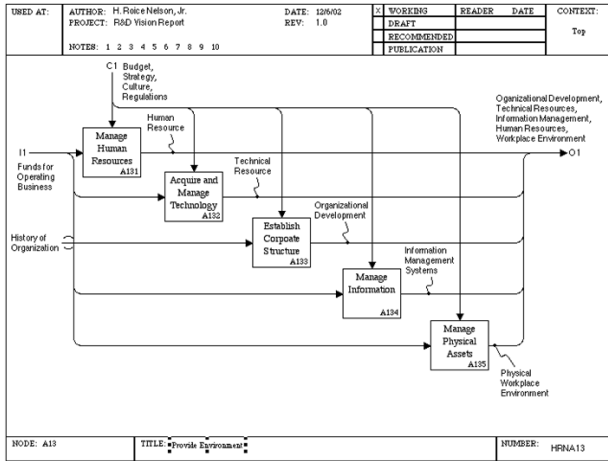 USED AT:
AUTHOR: H. Roice Nelson, Jr.
DATE: 12/6/02
PROJECT: R&D Vision Report
REV: 1.0
NOTES: 1 2 3 4 5 6 7 8 9 10
X WORKING
DRAFT
RECOMMENDED
PUBLICATION
READER DATE
CONTEXT:
Top
C1 Budget,
Strategy,
Culture,
Regulations
Oganizational Development,
Technical Resources,
Information Management,
Human Resources,
Workplace Environment
O1
Human
Resource
I1
Funds for
Operating
Business
Manage
Human
Resources
A131
Technical
Resource
Acquire and
Manage
Technology
A132
Organizational
Development
History of
Organization
Establish
Corpoate
Structure
A133
Information
Management
Systems
Manage
Information
A134
Manage
Physical
Assets
A135
Physical
Workplace
Environment
NODE: A13
TITLE: Provide Environment
NUMBER: HRNA13